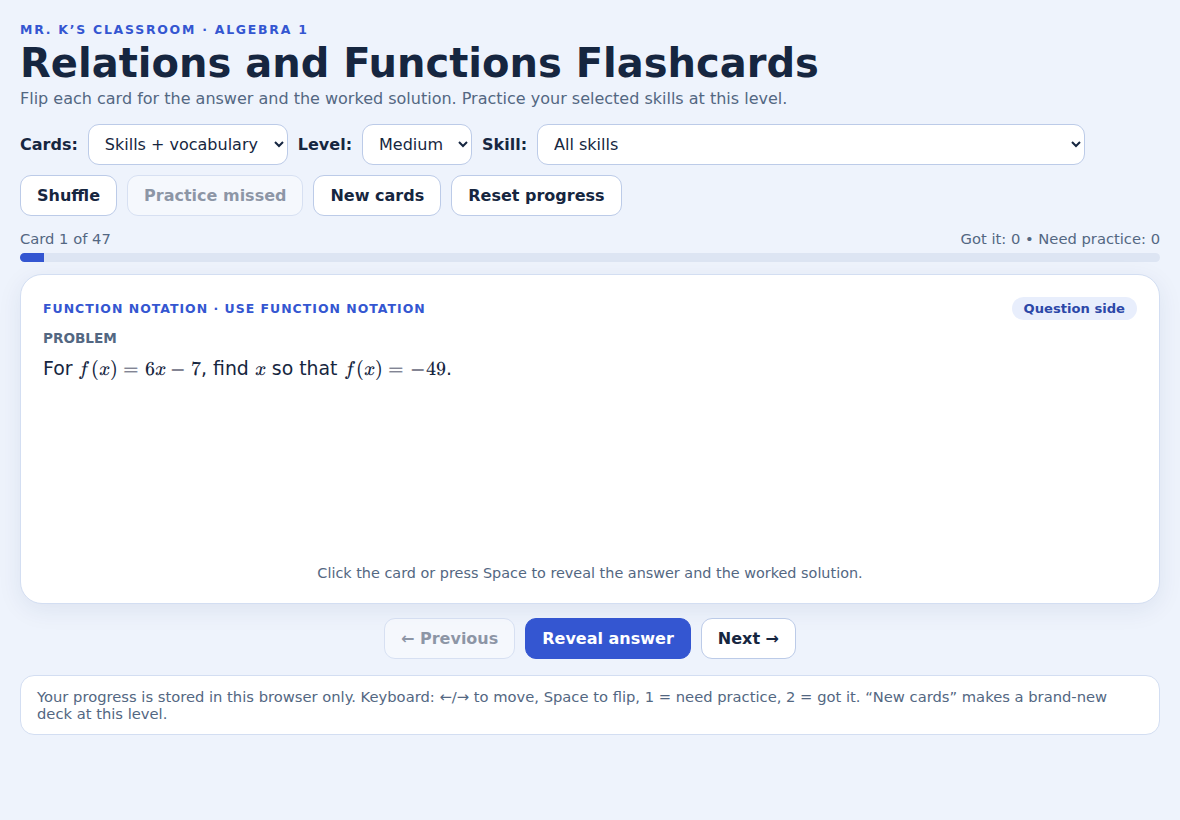 MR. K’S CLASSROOM · ALGEBRA 1
Relations and Functions Flashcards
Flip each card for the answer and the worked solution. Practice your selected skills at this level.
Cards: Skills + vocabulary Level: Medium Skill: All skills
Shuffle Practice missed New cards Reset progress
Card 1 of 47 Got it: 0 • Need practice: 0
FUNCTION NOTATION · USE FUNCTION NOTATION Question side
PROBLEM
For f(x) = 6x − 7, find x so that f(x) = −49.
Click the card or press Space to reveal the answer and the worked solution.
← Previous Reveal answer Next →
Your progress is stored in this browser only. Keyboard: ←/→ to move, Space to flip, 1 = need practice, 2 = got it. “New cards” makes a brand-new
deck at this level.